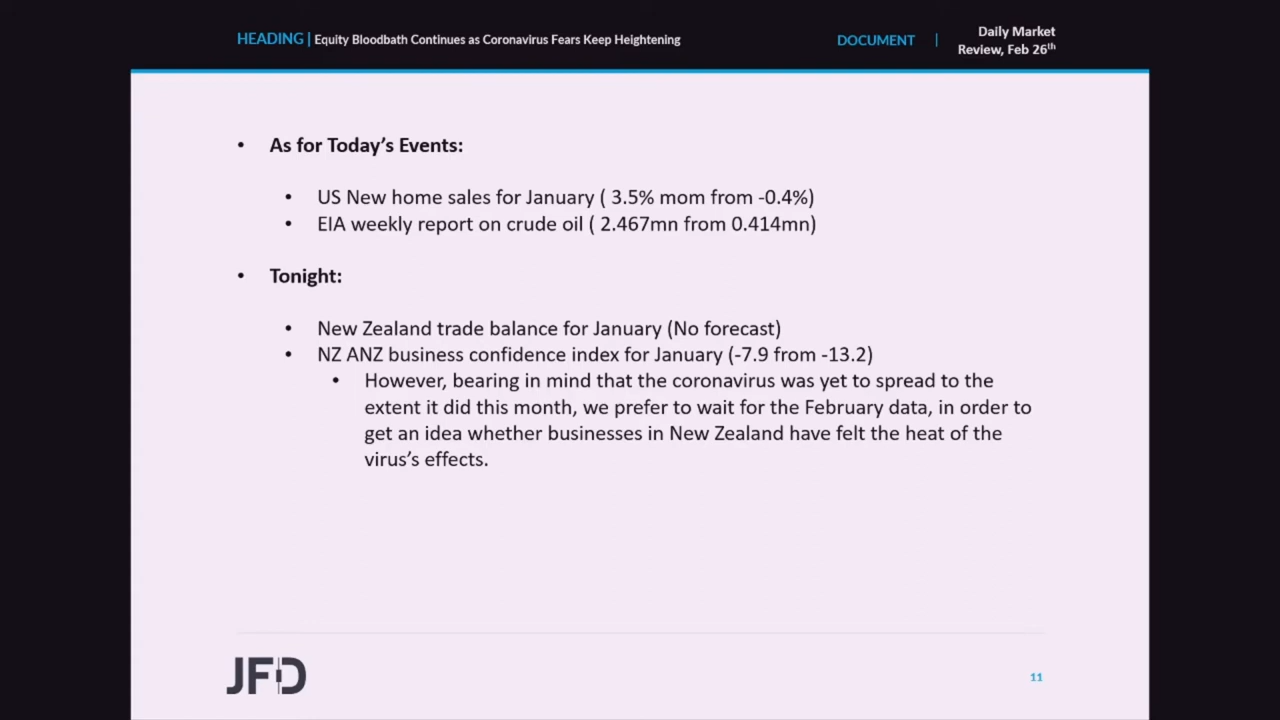 HEADING | Equity Bloodbath Continues as Coronavirus Fears Keep Heightening
DOCUMENT | Daily Market
Review, Feb 26th
• As for Today's Events:
• US New home sales for January ( 3.5% mom from -0.4%)
• EIA weekly report on crude oil ( 2.467mn from 0.414mn)
• Tonight:
• New Zealand trade balance for January (No forecast)
• NZ ANZ business confidence index for January (-7.9 from -13.2)
• However, bearing in mind that the coronavirus was yet to spread to the
extent it did this month, we prefer to wait for the February data, in order to
get an idea whether businesses in New Zealand have felt the heat of the
virus's effects.
JFD
11